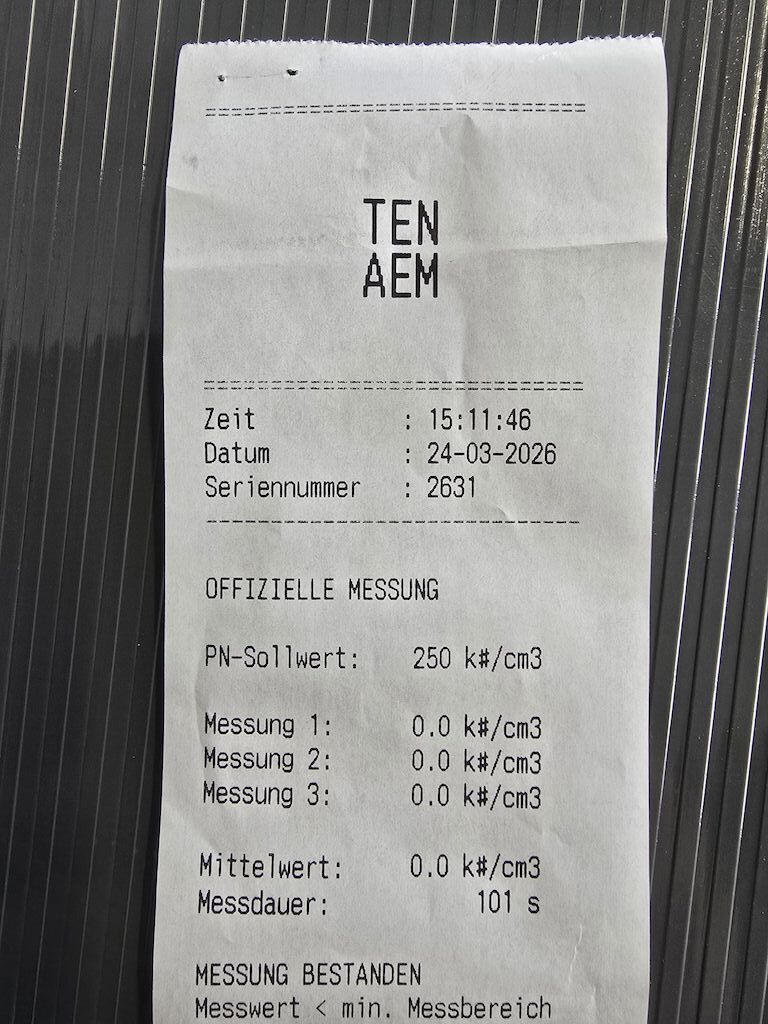 ================================
TEN
AEM
================================
Zeit : 15:11:46
Datum : 24-03-2026
Seriennummer : 2631
--------------------------------
OFFIZIELLE MESSUNG
PN-Sollwert: 250 k#/cm3
Messung 1: 0.0 k#/cm3
Messung 2: 0.0 k#/cm3
Messung 3: 0.0 k#/cm3
Mittelwert: 0.0 k#/cm3
Messdauer: 101 s
MESSUNG BESTANDEN
Messwert < min. Messbereich